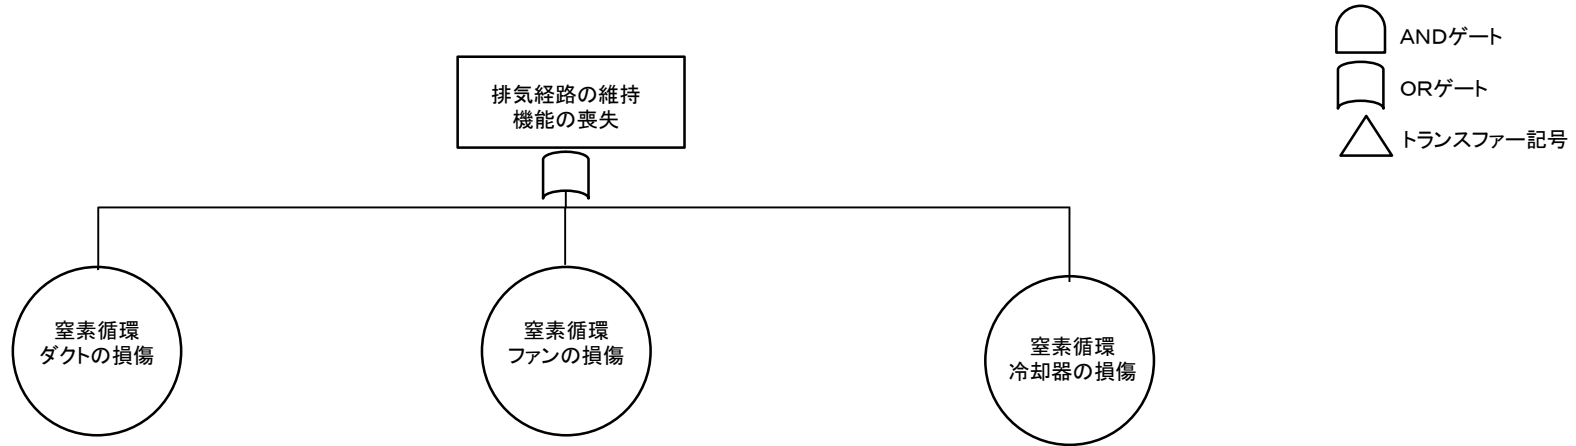 ANDゲート
排気経路の維持
機能の喪失
ORゲート
トランスファー記号
窒素循環
ダクトの損傷
窒素循環
ファンの損傷
窒素循環
冷却器の損傷